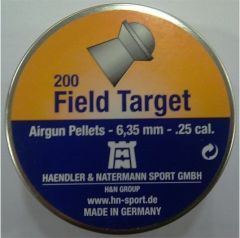 200
Field Target
Airgun Pellets - 6,35 mm - .25 cal.
HAENDLER & NATERMANN SPORT GMBH
H&N GROUP
www.hn-sport.de
MADE IN GERMANY